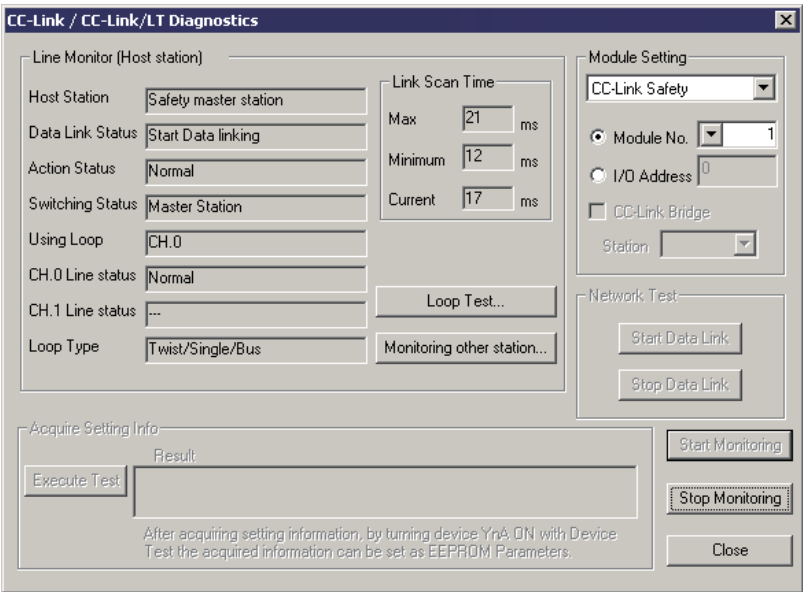 CC-Link / CC-Link/LT Diagnostics
Line Monitor (Host station)
Host Station Safety master station
Data Link Status Start Data linking
Action Status Normal
Switching Status Master Station
Using Loop CH.0
CH.0 Line status Normal
CH.1 Line status ---
Loop Type Twist/Single/Bus
Link Scan Time
Max 21 ms
Minimum 12 ms
Current 17 ms
Loop Test...
Monitoring other station...
Module Setting
CC-Link Safety
Module No. 1
I/O Address 0
CC-Link Bridge
Station
Network Test
Start Data Link
Stop Data Link
Acquire Setting Info
Result
Execute Test
After acquiring setting information, by turning device YnA ON with Device
Test the acquired information can be set as EEPROM Parameters.
Start Monitoring
Stop Monitoring
Close